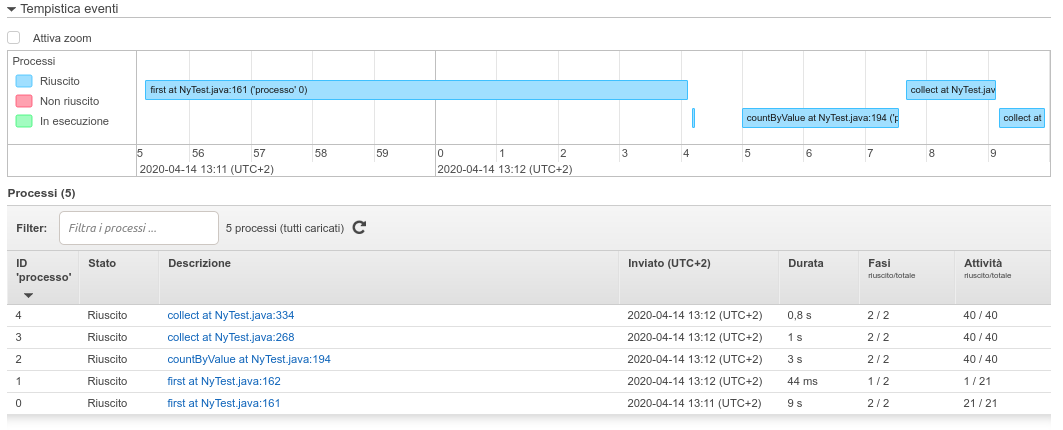 Tempistica eventi
Attiva zoom
Processi
Riuscito
Non riuscito
In esecuzione
first at NyTest.java:161 ('processo' 0)
collect at NyTest.jav
countByValue at NyTest.java:194 ('p
collect at
5 56 57 58 59 0 1 2 3 4 5 6 7 8 9
2020-04-14 13:11 (UTC+2) 2020-04-14 13:12 (UTC+2)
Processi (5)
Filter: Filtra i processi ... 5 processi (tutti caricati)
ID 'processo' Stato Descrizione Inviato (UTC+2) Durata Fasi riuscito/totale Attività riuscito/totale
4 Riuscito collect at NyTest.java:334 2020-04-14 13:12 (UTC+2) 0,8 s 2 / 2 40 / 40
3 Riuscito collect at NyTest.java:268 2020-04-14 13:12 (UTC+2) 1 s 2 / 2 40 / 40
2 Riuscito countByValue at NyTest.java:194 2020-04-14 13:12 (UTC+2) 3 s 2 / 2 40 / 40
1 Riuscito first at NyTest.java:162 2020-04-14 13:12 (UTC+2) 44 ms 1 / 2 1 / 21
0 Riuscito first at NyTest.java:161 2020-04-14 13:11 (UTC+2) 9 s 2 / 2 21 / 21